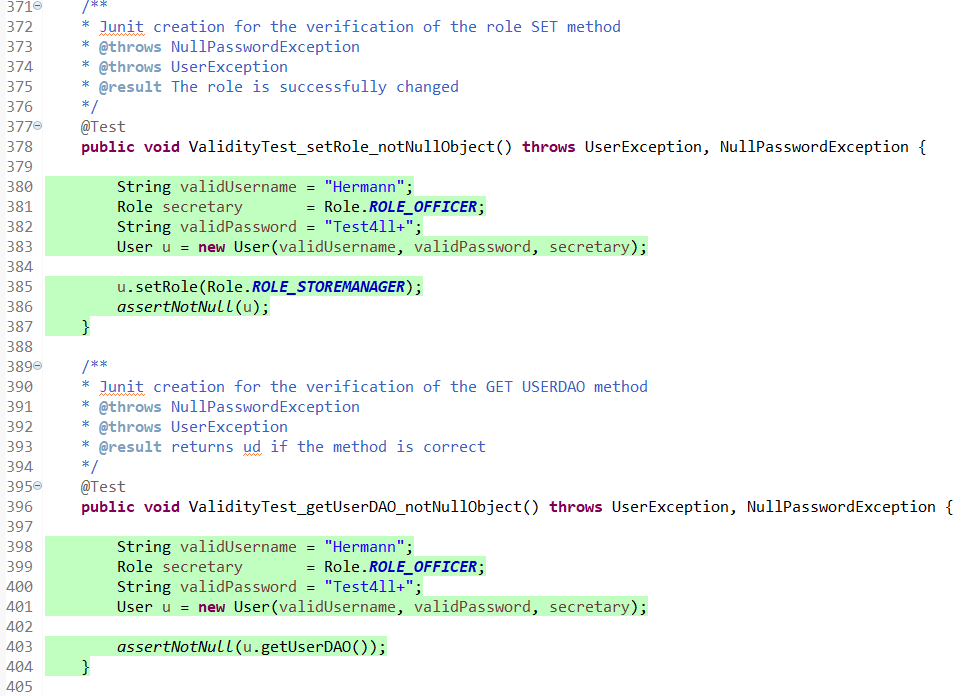 371 /**
372 * Junit creation for the verification of the role SET method
373 * @throws NullPasswordException
374 * @throws UserException
375 * @result The role is successfully changed
376 */
377 @Test
378 public void ValidityTest_setRole_notNullObject() throws UserException, NullPasswordException {
379
380 String validUsername = "Hermann";
381 Role secretary       = Role.ROLE_OFFICER;
382 String validPassword = "Test4ll+";
383 User u = new User(validUsername, validPassword, secretary);
384
385 u.setRole(Role.ROLE_STOREMANAGER);
386 assertNotNull(u);
387 }
388
389 /**
390 * Junit creation for the verification of the GET USERDAO method
391 * @throws NullPasswordException
392 * @throws UserException
393 * @result returns ud if the method is correct
394 */
395 @Test
396 public void ValidityTest_getUserDAO_notNullObject() throws UserException, NullPasswordException {
397
398 String validUsername = "Hermann";
399 Role secretary       = Role.ROLE_OFFICER;
400 String validPassword = "Test4ll+";
401 User u = new User(validUsername, validPassword, secretary);
402
403 assertNotNull(u.getUserDAO());
404 }
405